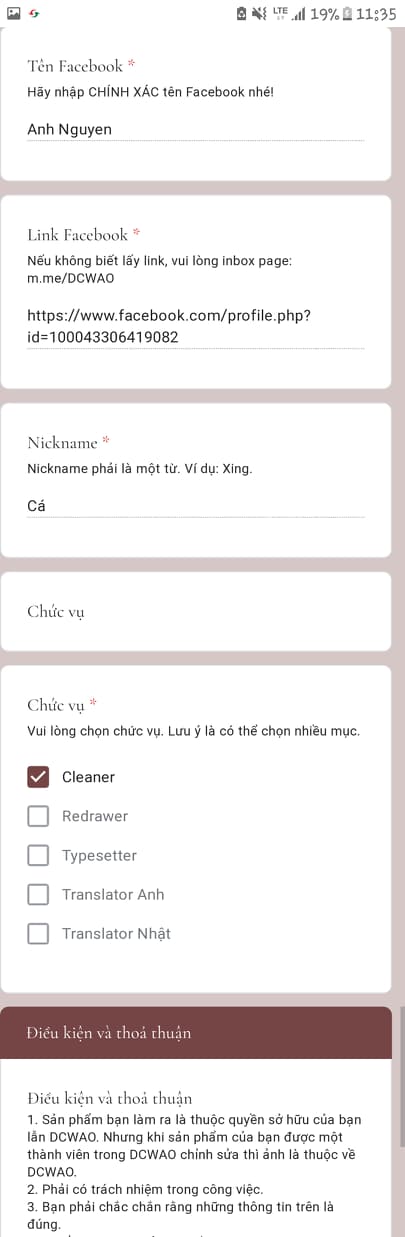 LTE 19% 11:35
Tên Facebook *
Hãy nhập CHÍNH XÁC tên Facebook nhé!
Anh Nguyen
Link Facebook *
Nếu không biết lấy link, vui lòng inbox page:
m.me/DCWAO
https://www.facebook.com/profile.php?
id=100043306419082
Nickname *
Nickname phải là một từ. Ví dụ: Xing.
Cá
Chức vụ
Chức vụ *
Vui lòng chọn chức vụ. Lưu ý là có thể chọn nhiều mục.
Cleaner
Redrawer
Typesetter
Translator Anh
Translator Nhật
Điều kiện và thoả thuận
Điều kiện và thoả thuận
1. Sản phẩm bạn làm ra là thuộc quyền sở hữu của bạn
lẫn DCWAO. Nhưng khi sản phẩm của bạn được một
thành viên trong DCWAO chỉnh sửa thì ảnh là thuộc về
DCWAO.
2. Phải có trách nhiệm trong công việc.
3. Bạn phải chắc chắn rằng những thông tin trên là
đúng.